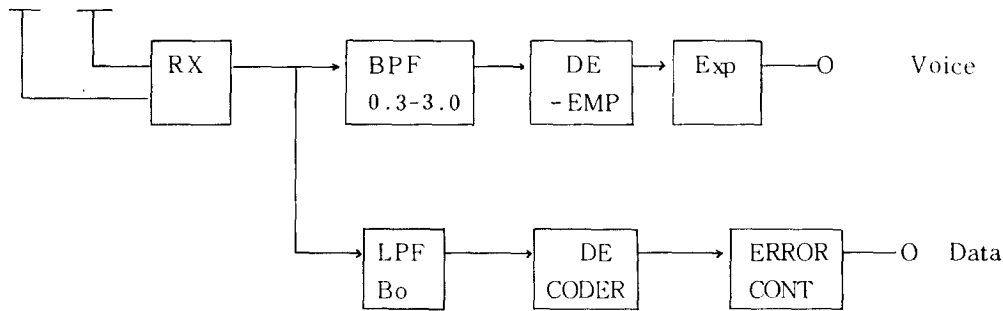 RX
BPF
0.3-3.0
DE
-EMP
Exp
Voice
LPF
Bo
DE
CODER
ERROR
CONT
Data